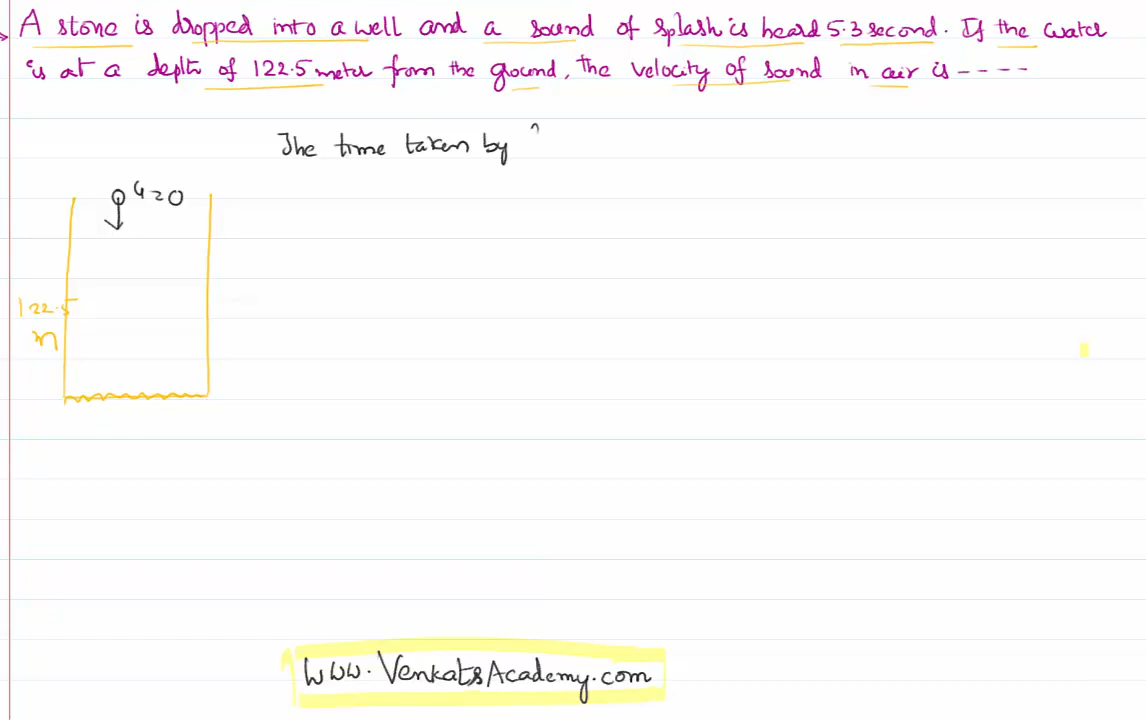 A stone is dropped into a well and a sound of splash is heard 5.3 second. If the water
is at a depth of 122.5 meter from the ground, the velocity of sound in air is ----
The time taken by
u=0
122.5
m
www.VenkatsAcademy.com